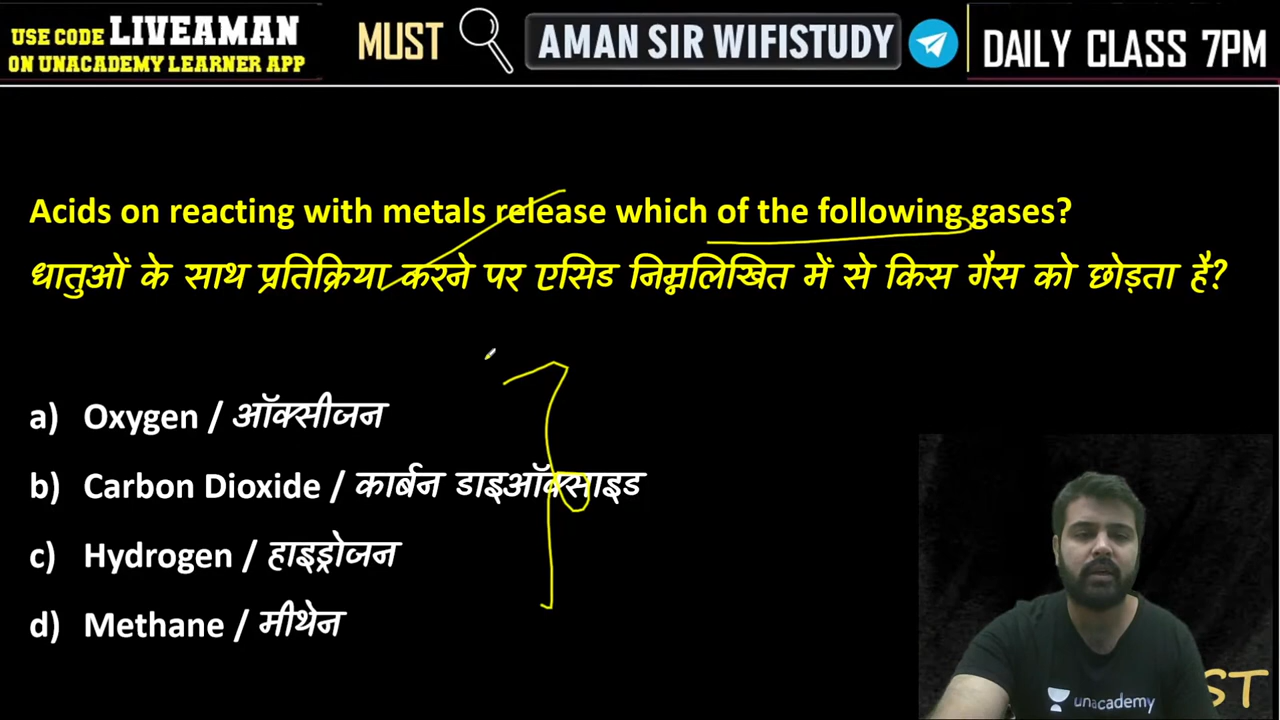 USE CODE LIVEAMAN
ON UNACADEMY LEARNER APP
MUST
AMAN SIR WIFISTUDY
DAILY CLASS 7PM
Acids on reacting with metals release which of the following gases?
धातुओं के साथ प्रतिक्रिया करने पर एसिड निम्नलिखित में से किस गैस को छोड़ता है?
a) Oxygen / ऑक्सीजन
b) Carbon Dioxide / कार्बन डाइऑक्साइड
c) Hydrogen / हाइड्रोजन
d) Methane / मीथेन
unacademy
ST